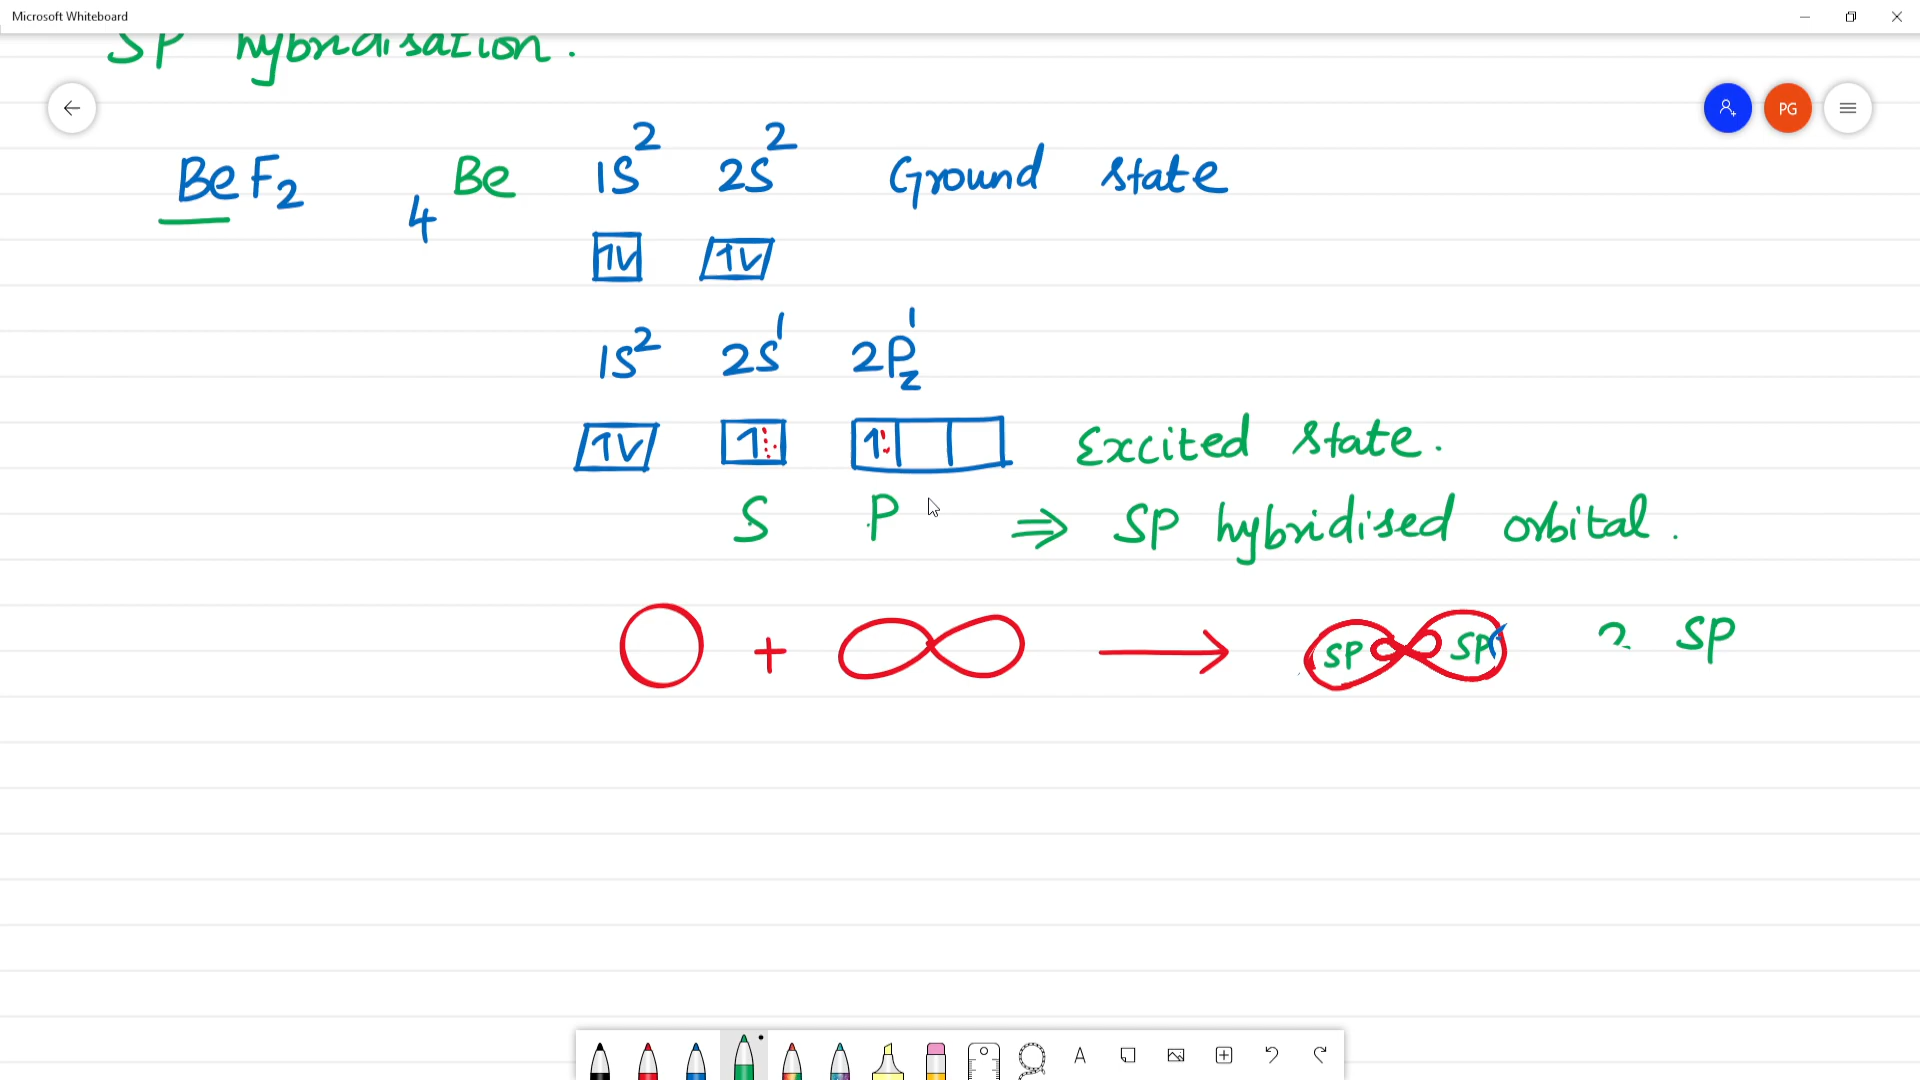 Microsoft Whiteboard
SP hybridisation.
PG
BeF₂ ₄Be 1S² 2S² Ground state
1S² 2S¹ 2P¹z
Excited state.
S P ⇒ SP hybridised orbital.
+ → SP SP 2 SP
A